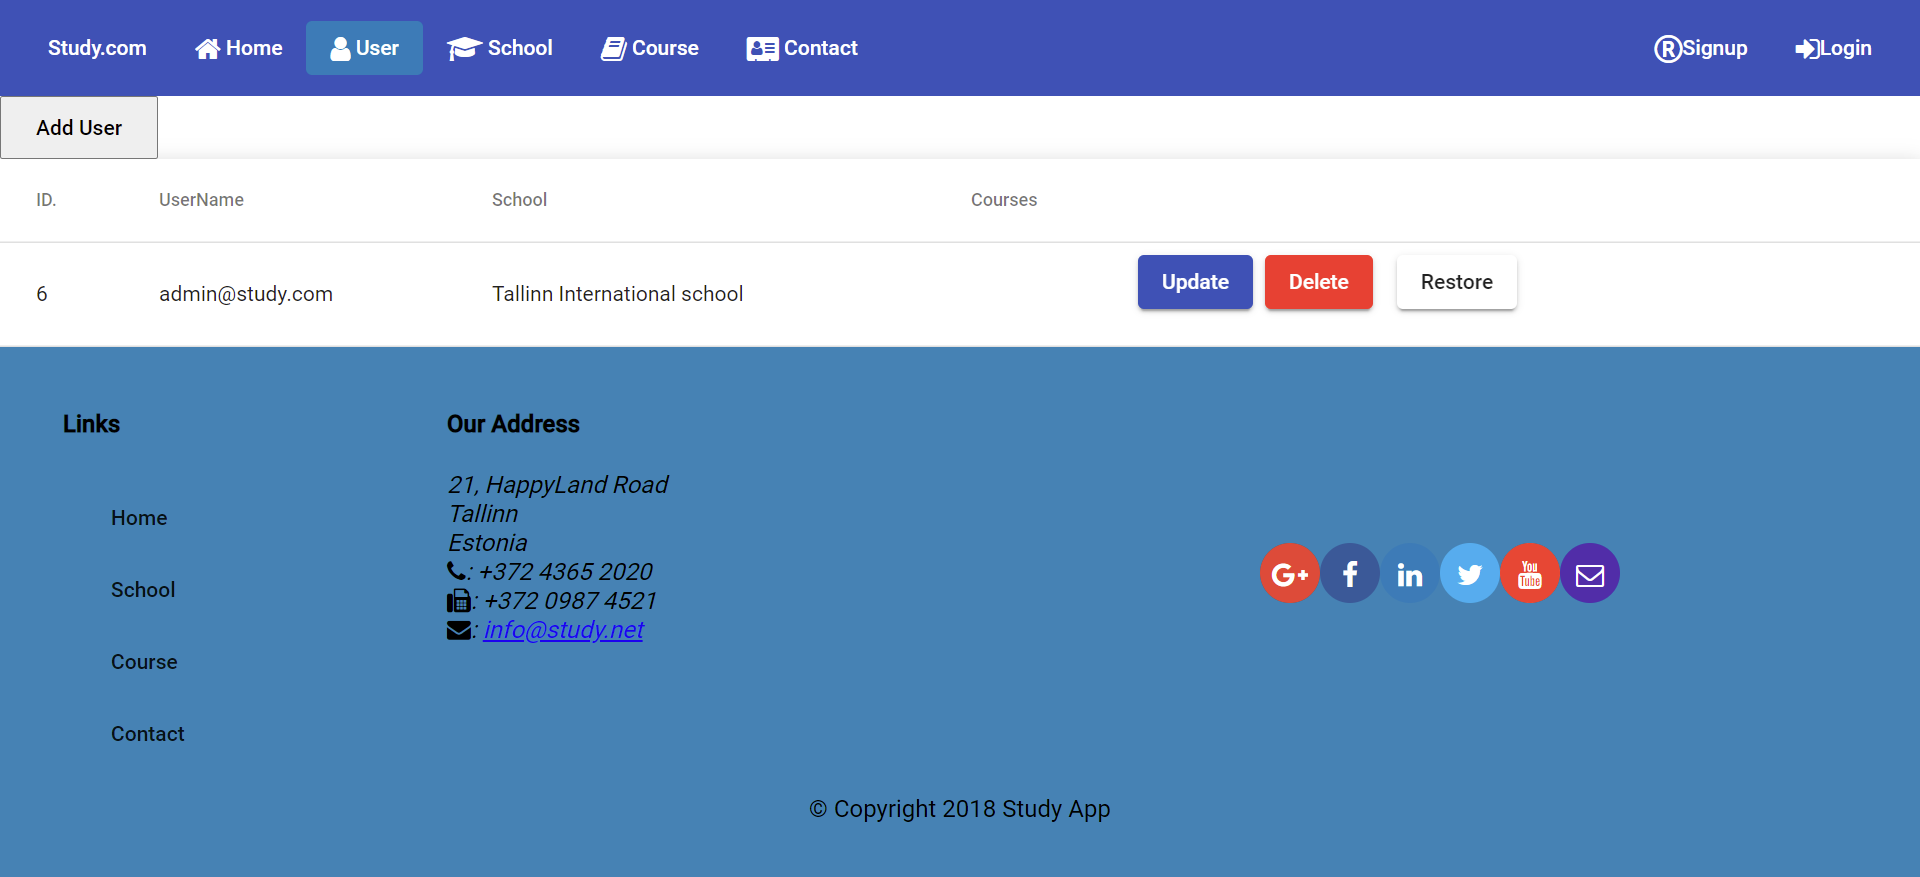 Study.com Home User School Course Contact Signup Login
Add User
ID. UserName School Courses
6 admin@study.com Tallinn International school Update Delete Restore
Links
Home
School
Course
Contact
Our Address
21, HappyLand Road
Tallinn
Estonia
: +372 4365 2020
: +372 0987 4521
: info@study.net
G+ f in You Tube
© Copyright 2018 Study App